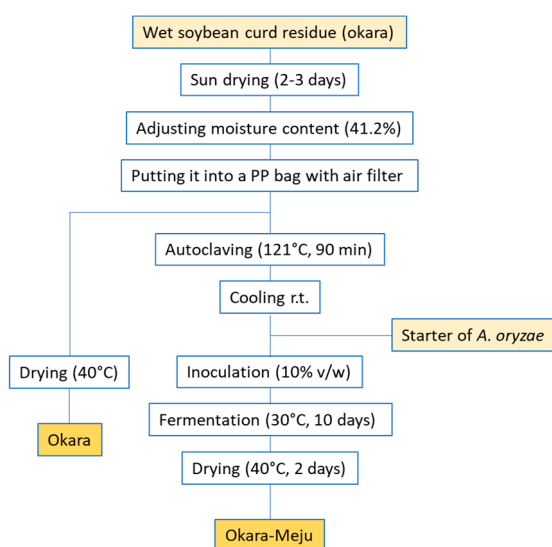 Wet soybean curd residue (okara)
Sun drying (2-3 days)
Adjusting moisture content (41.2%)
Putting it into a PP bag with air filter
Autoclaving (121°C, 90 min)
Cooling r.t.
Starter of A. oryzae
Drying (40°C)
Inoculation (10% v/w)
Fermentation (30°C, 10 days)
Okara
Drying (40°C, 2 days)
Okara-Meju